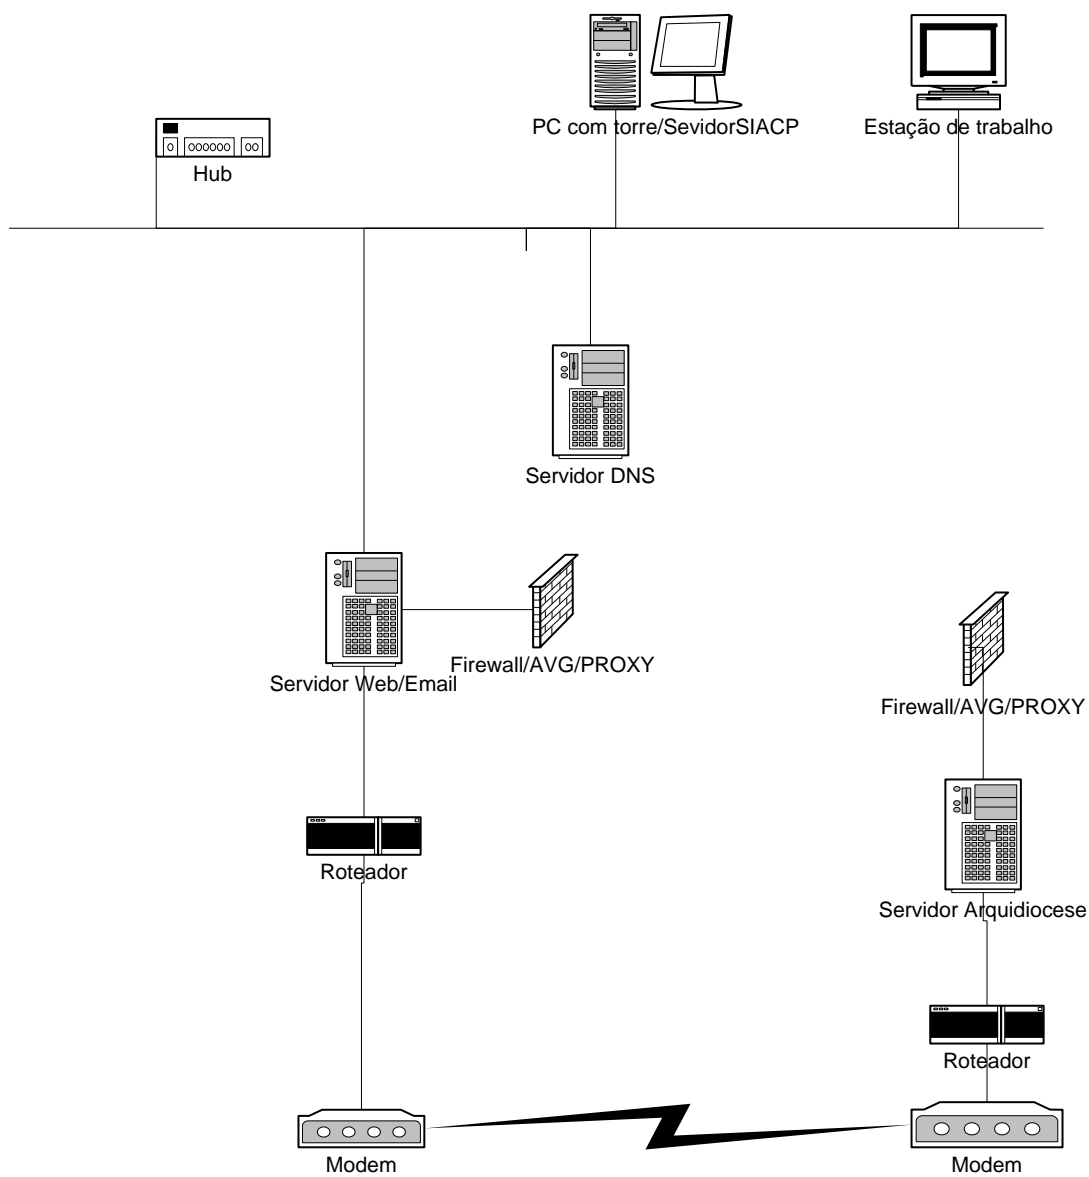 PC com torre/SevidorSIACP
Estação de trabalho
Hub
Servidor DNS
Firewall/AVG/PROXY
Servidor Web/Email
Firewall/AVG/PROXY
Roteador
Servidor Arquidiocese
Roteador
Modem
Modem